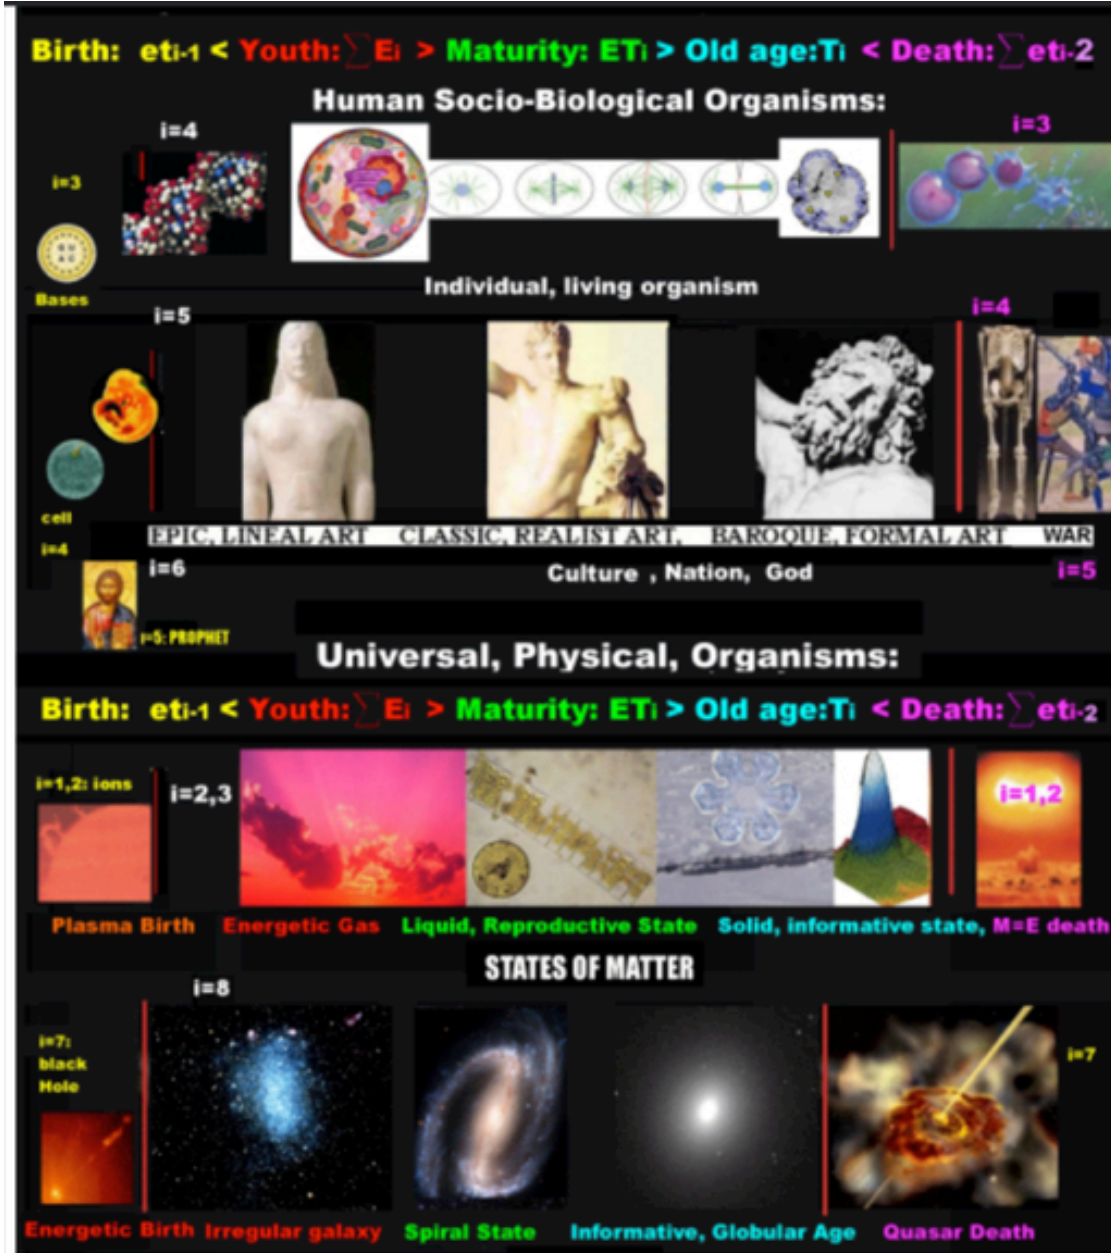 Birth: eti-1 < Youth:∑Ei > Maturity: ETi > Old age:Ti < Death:∑eti-2
Human Socio-Biological Organisms:
i=4
i=3
i=3
Bases
Individual, living organism
i=5
i=4
cell
EPIC, LINEAL ART CLASSIC, REALIST ART, BAROQUE, FORMAL ART WAR
i=4
i=6
Culture , Nation, God
i=5
i=5: PROPHET
Universal, Physical, Organisms:
Birth: eti-1 < Youth:∑Ei > Maturity: ETi > Old age:Ti < Death:∑eti-2
i=1,2: ions
i=2,3
i=1,2
Plasma Birth Energetic Gas Liquid, Reproductive State Solid, informative state, M=E death
STATES OF MATTER
i=8
i=7:
black
Hole
i=7
Energetic Birth Irregular galaxy Spiral State Informative, Globular Age Quasar Death